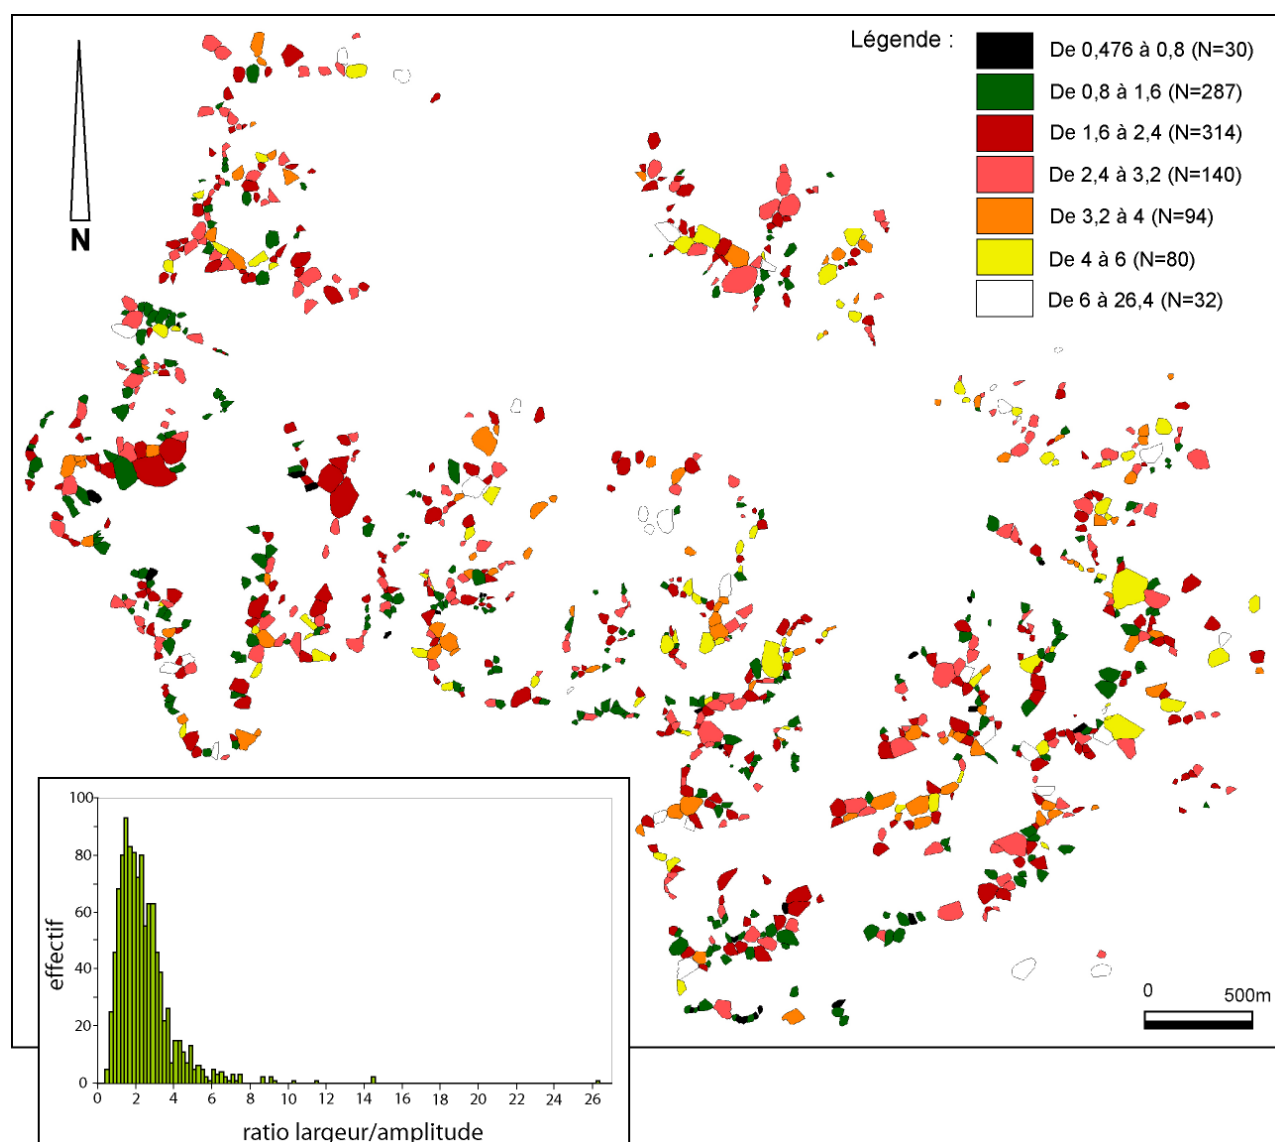 Légende :
De 0,476 à 0,8 (N=30)
De 0,8 à 1,6 (N=287)
De 1,6 à 2,4 (N=314)
De 2,4 à 3,2 (N=140)
De 3,2 à 4 (N=94)
De 4 à 6 (N=80)
De 6 à 26,4 (N=32)
N
0 500m
effectif
100
80
60
40
20
0
0 2 4 6 8 10 12 14 16 18 20 22 24 26
ratio largeur/amplitude